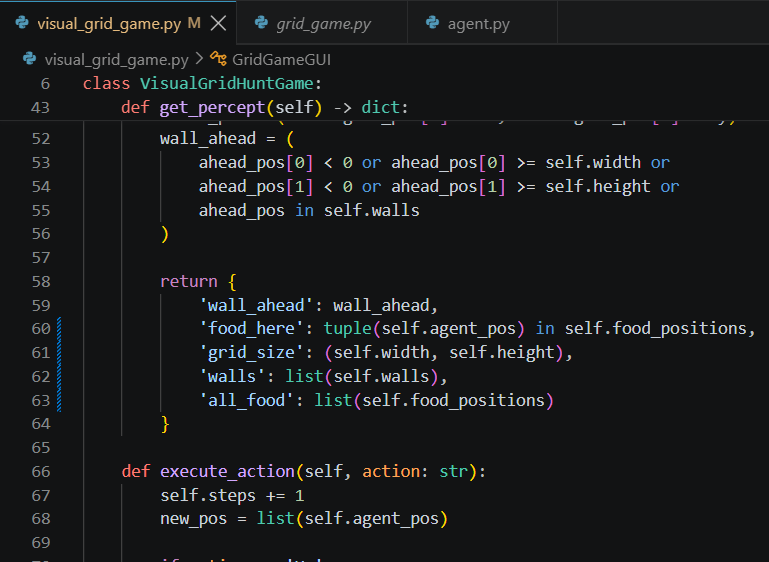 visual_grid_game.py M
grid_game.py
agent.py
visual_grid_game.py > GridGameGUI
6 class VisualGridHuntGame:
43 def get_percept(self) -> dict:
52 wall_ahead = (
53 ahead_pos[0] < 0 or ahead_pos[0] >= self.width or
54 ahead_pos[1] < 0 or ahead_pos[1] >= self.height or
55 ahead_pos in self.walls
56 )
57
58 return {
59 'wall_ahead': wall_ahead,
60 'food_here': tuple(self.agent_pos) in self.food_positions,
61 'grid_size': (self.width, self.height),
62 'walls': list(self.walls),
63 'all_food': list(self.food_positions)
64 }
65
66 def execute_action(self, action: str):
67 self.steps += 1
68 new_pos = list(self.agent_pos)
69